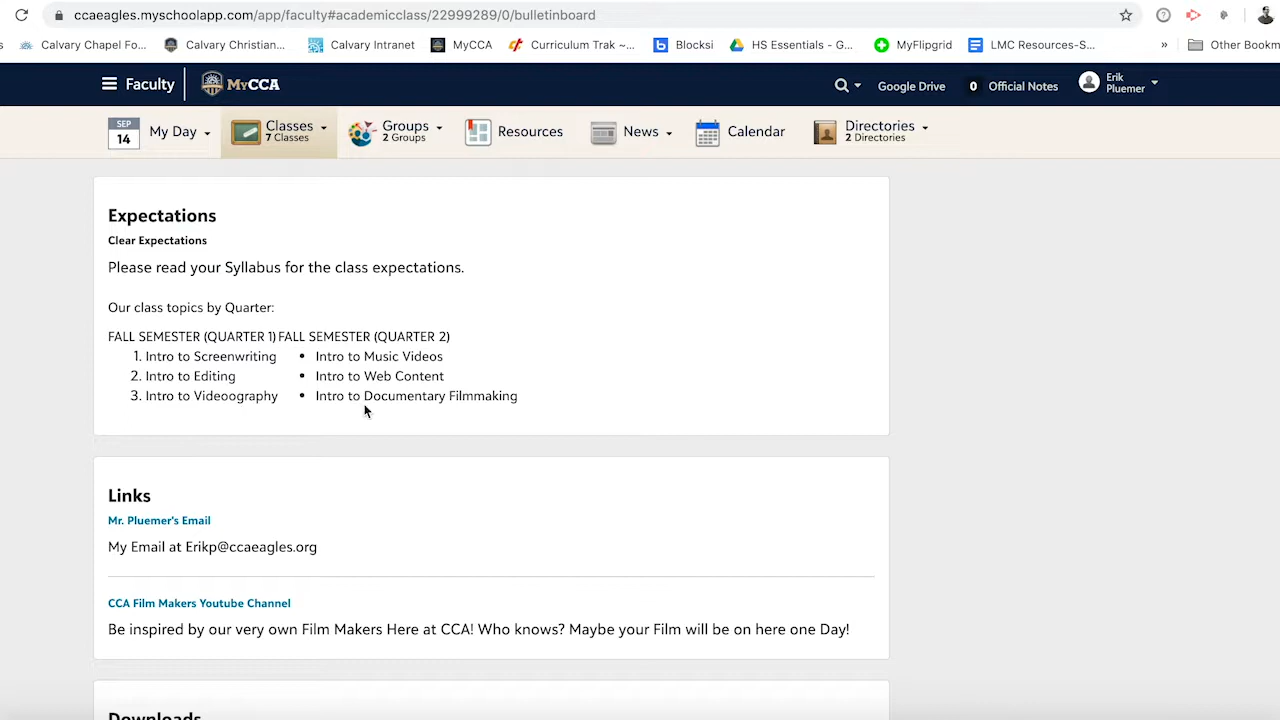 ccaeagles.myschoolapp.com/app/faculty#academicclass/22999289/0/bulletinboard
s Calvary Chapel Fo... alvary Christian... Calvary Intranet MyCCA Curriculum Trak ~... Blocksi HS Essentials - G... MyFlipgrid LMC Resources-S... » Other Bookm
Faculty MyCCA Google Drive 0 Official Notes Erik Pluemer
SEP 14 My Day Classes 7 Classes Groups 2 Groups Resources News Calendar Directories 2 Directories
Expectations
Clear Expectations
Please read your Syllabus for the class expectations.
Our class topics by Quarter:
FALL SEMESTER (QUARTER 1) FALL SEMESTER (QUARTER 2)
1. Intro to Screenwriting • Intro to Music Videos
2. Intro to Editing • Intro to Web Content
3. Intro to Videoography • Intro to Documentary Filmmaking
Links
Mr. Pluemer's Email
My Email at Erikp@ccaeagles.org
CCA Film Makers Youtube Channel
Be inspired by our very own Film Makers Here at CCA! Who knows? Maybe your Film will be on here one Day!
Downloads